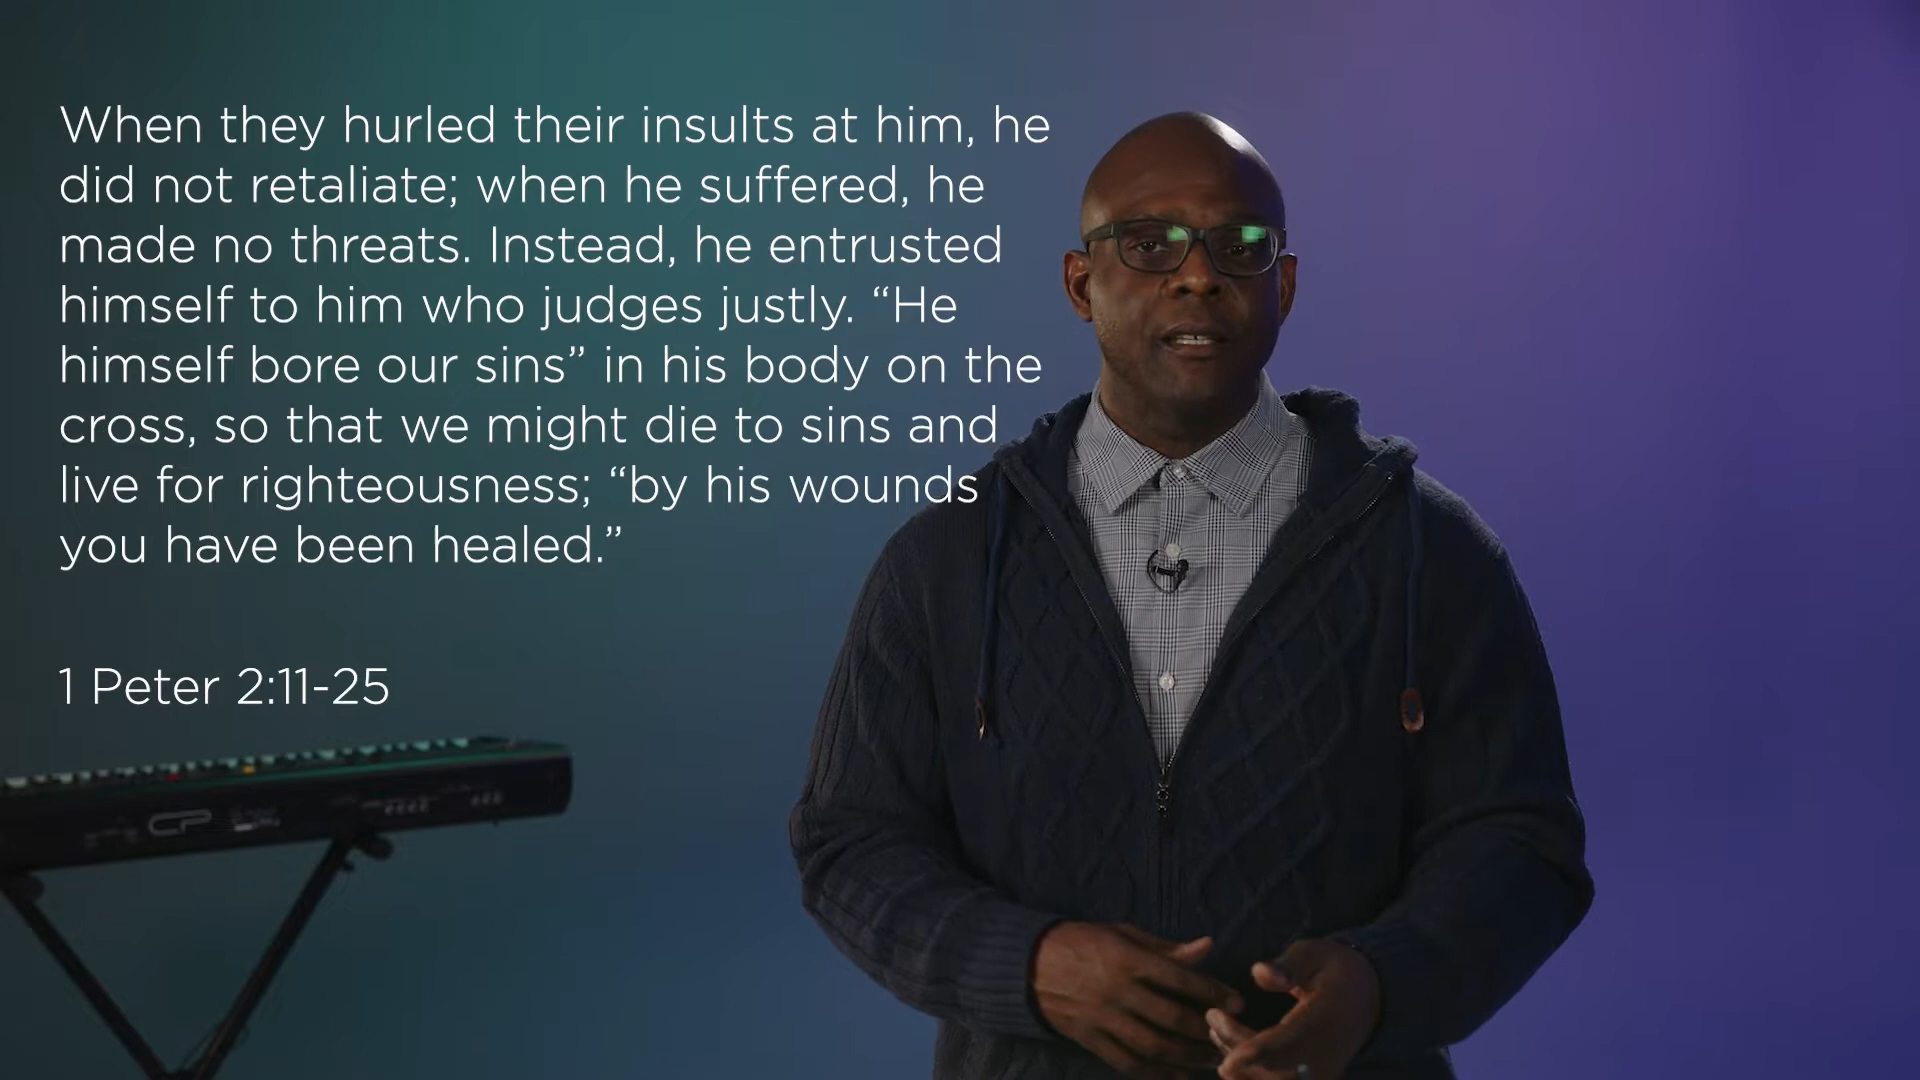 When they hurled their insults at him, he
did not retaliate; when he suffered, he
made no threats. Instead, he entrusted
himself to him who judges justly. “He
himself bore our sins” in his body on the
cross, so that we might die to sins and
live for righteousness; “by his wounds
you have been healed.”
1 Peter 2:11-25
CP